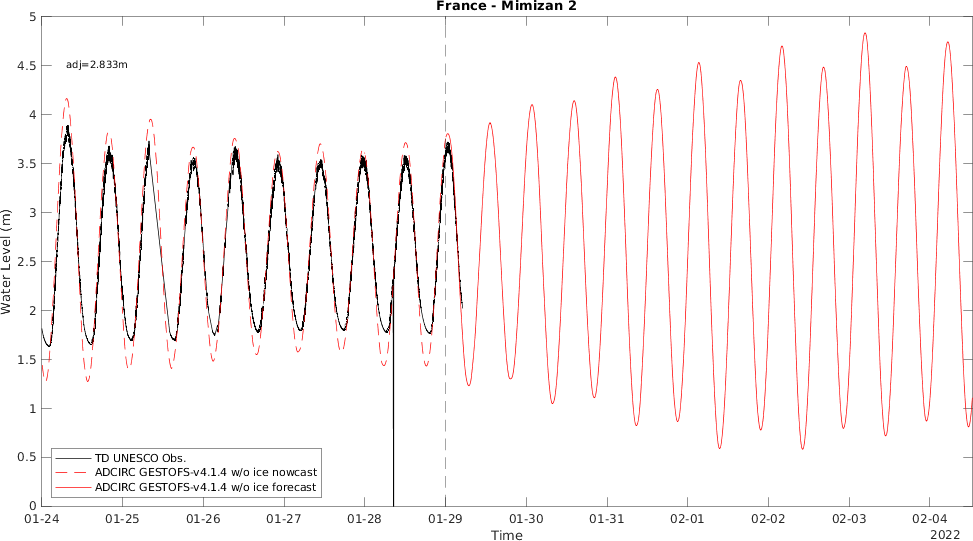 France - Mimizan 2
adj=2.833m
Water Level (m)
5
4.5
4
3.5
3
2.5
2
1.5
1
0.5
0
TD UNESCO Obs.
ADCIRC GESTOFS-v4.1.4 w/o ice nowcast
ADCIRC GESTOFS-v4.1.4 w/o ice forecast
01-24 01-25 01-26 01-27 01-28 01-29 01-30 01-31 02-01 02-02 02-03 02-04
2022
Time